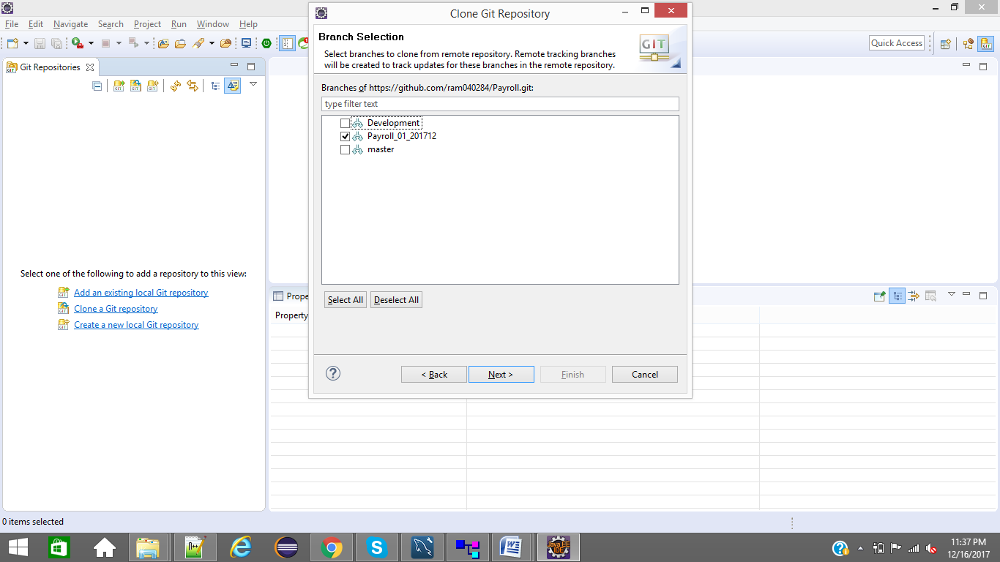 Clone Git Repository
File Edit Navigate Search Project Run Window Help
Quick Access
Git Repositories
Select one of the following to add a repository to this view:
Add an existing local Git repository
Clone a Git repository
Create a new local Git repository
Branch Selection
Select branches to clone from remote repository. Remote tracking branches
will be created to track updates for these branches in the remote repository.
GIT
Branches of https://github.com/ram040284/Payroll.git:
type filter text
Development
Payroll_01_201712
master
Select All Deselect All
< Back Next > Finish Cancel
Prope
Property
0 items selected
Java EE
IDE
11:37 PM
12/16/2017